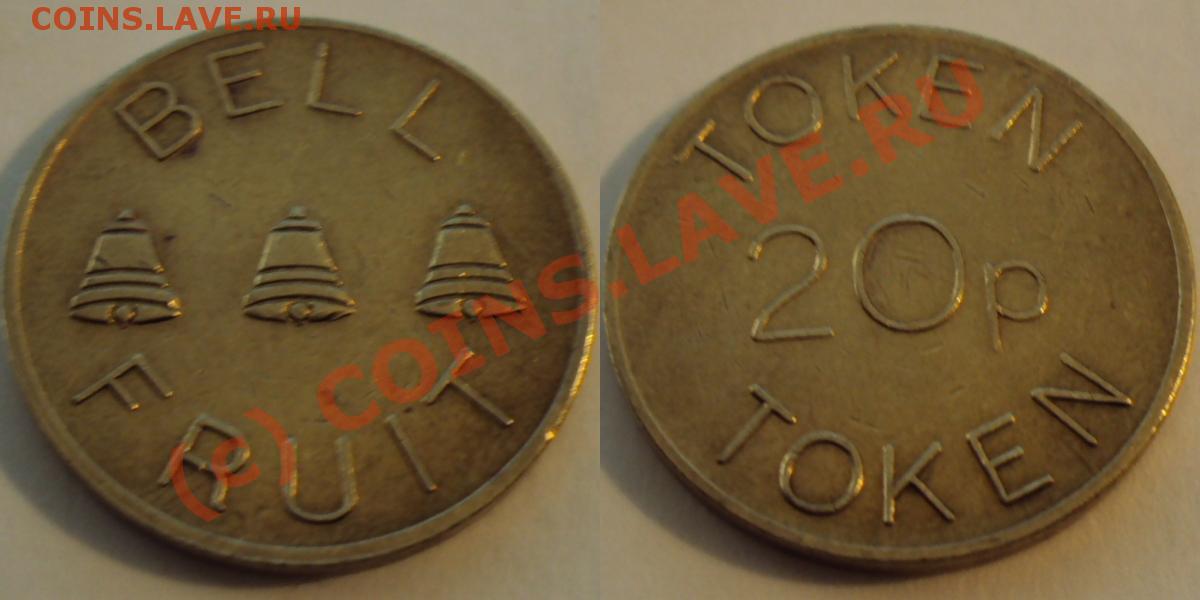 COINS.LAVE.RU
BELL
FRUIT
TOKEN
20p
TOKEN
(c) COINS.LAVE.RU